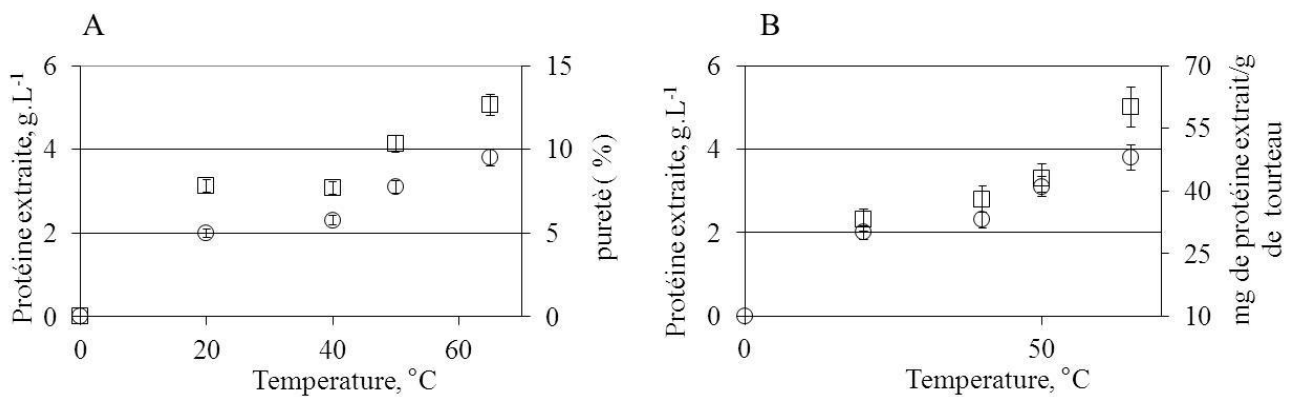 A
Protéine extraite, g.L-1
6
4
2
0
15
10
5
0
puretè ( %)
0
20
40
60
Temperature, °C
B
Protéine extraite, g.L-1
6
4
2
0
70
55
40
25
10
mg de protéine extrait/g
de tourteau
0
50
Temperature, °C